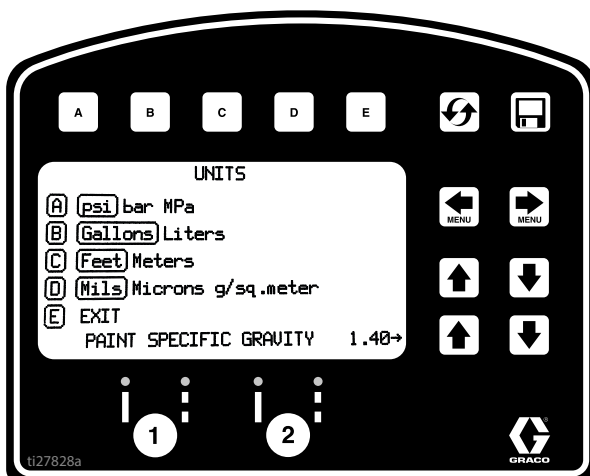 A B C D E
UNITS
A psi bar MPa
B Gallons Liters
C Feet Meters
D Mils Microns g/sq.meter
E EXIT
PAINT SPECIFIC GRAVITY 1.40→
MENU MENU
1 2
ti27828a
GRACO